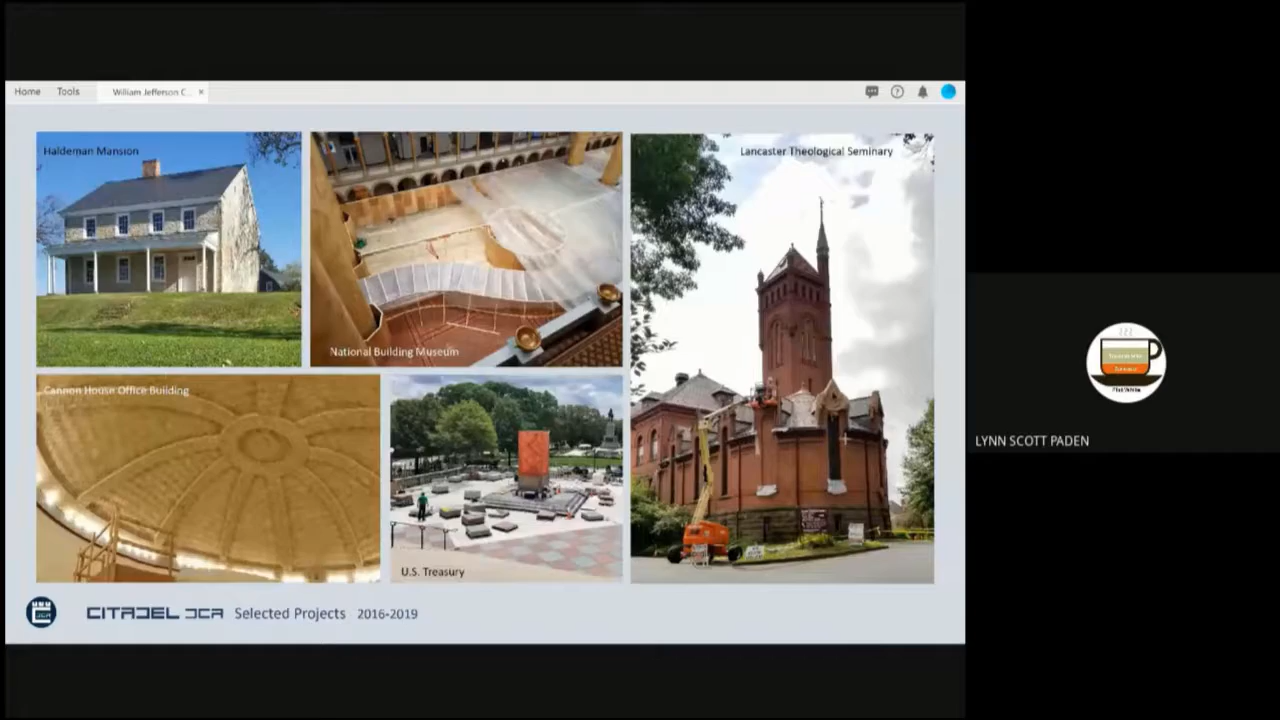 Home Tools William Jefferson C... ×
Haldeman Mansion
National Building Museum
Lancaster Theological Seminary
Cannon House Office Building
U.S. Treasury
CITADEL DCA Selected Projects 2016-2019
LYNN SCOTT PADEN